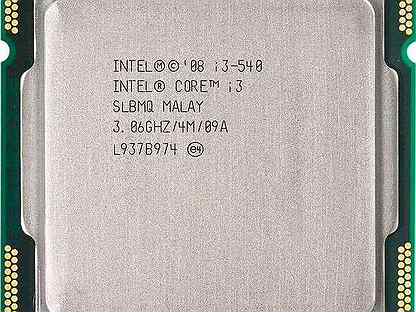 INTEL Ⓜ © '08 i3-540
INTEL® CORE™ i3
SLBMQ MALAY
3.06GHZ/4M/09A
L937B974 e4